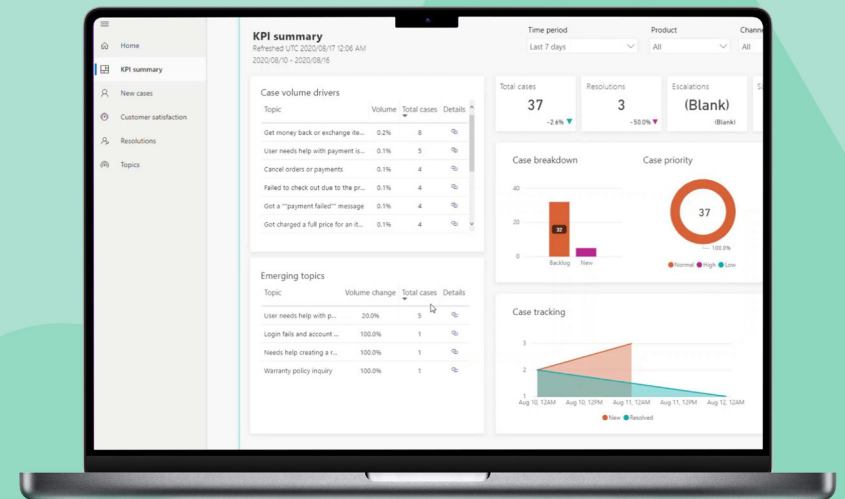 KPI summary
Refreshed UTC 2020/08/17 12:06 AM
2020/08/10 - 2020/08/16
Time period
Last 7 days
Product
All
All
Home
KPI summary
New cases
Customer satisfaction
Resolutions
Topics
Case volume drivers
Topic Volume Total cases Details
Get money back or exchange ite... 0.2% 8
User needs help with payment is... 0.1% 5
Cancel orders or payments 0.1% 4
Failed to check out due to the pr... 0.1% 4
Got a ""payment failed"" message 0.1% 4
Got charged a full price for an it... 0.1% 4
Emerging topics
Topic Volume change Total cases Details
User needs help with p... 20.0% 5
Login fails and account ... 100.0% 1
Needs help creating a r... 100.0% 1
Warranty policy inquiry 100.0% 1
Total cases
37
-2.6%
Resolutions
3
-50.0%
Escalations
(Blank)
(Blank)
Case breakdown
40
20
0
32
Backlog New
Case priority
37
100.0%
Normal High Low
Case tracking
3
2
1
Aug 10, 12AM Aug 10, 12PM Aug 11, 12AM Aug 11, 12PM Aug 12, 12AM
New Resolved